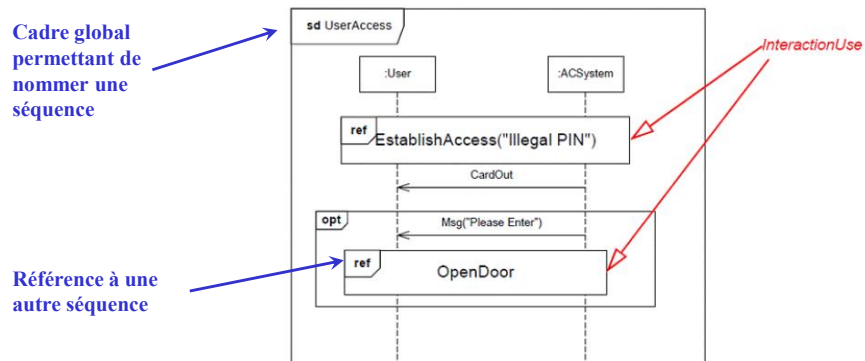 Cadre global
permettant de
nommer une
séquence
sd UserAccess
InteractionUse
:User
:ACSystem
ref
EstablishAccess("Illegal PIN")
CardOut
opt
Msg("Please Enter")
ref
OpenDoor
Référence à une
autre séquence